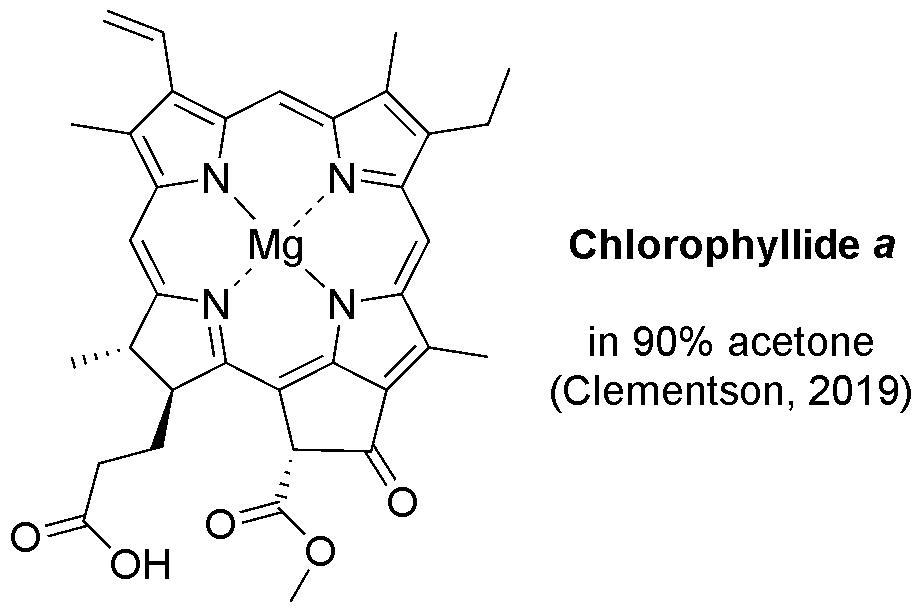 N
N
Mg
Chlorophyllide a
N
N
in 90% acetone
(Clementson, 2019)
O
O
O
O
OH
O